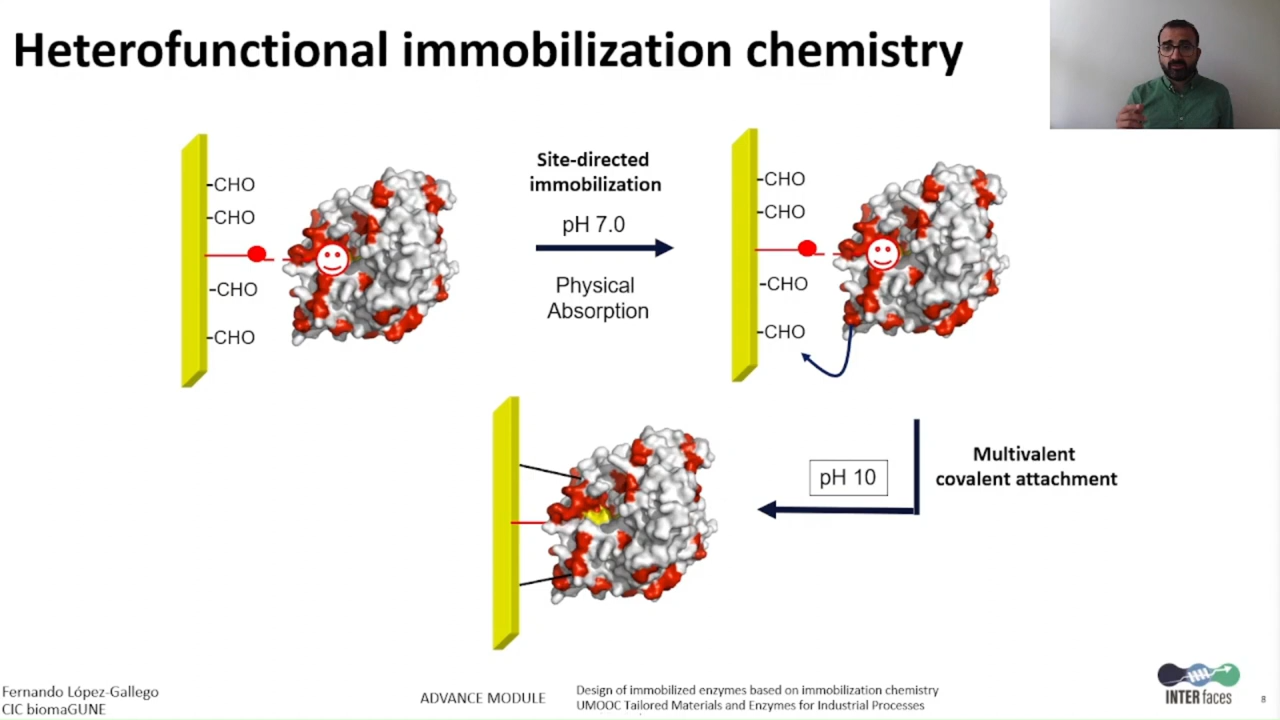 Heterofunctional immobilization chemistry
-CHO
-CHO
-CHO
-CHO
Site-directed
immobilization
pH 7.0
Physical
Absorption
-CHO
-CHO
-CHO
-CHO
pH 10
Multivalent
covalent attachment
Fernando López-Gallego
CIC biomaGUNE
ADVANCE MODULE
Design of immobilized enzymes based on immobilization chemistry
UMOOC Tailored Materials and Enzymes for Industrial Processes
INTERfaces
8